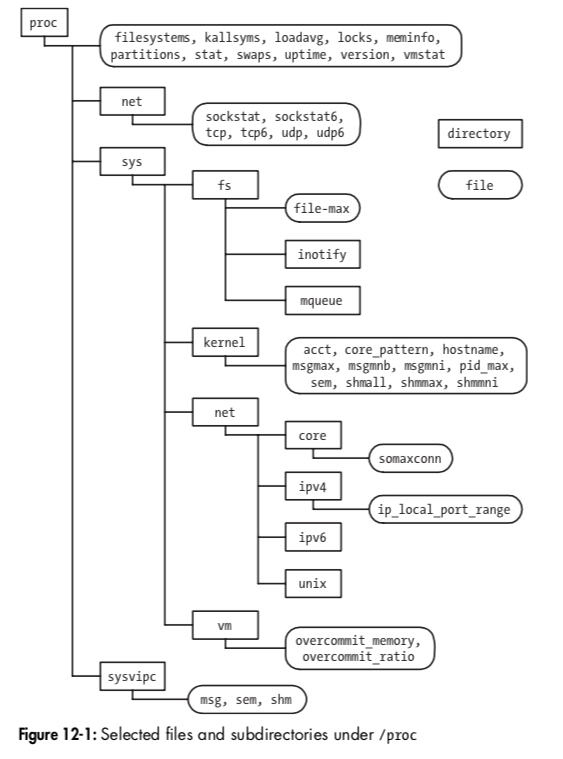 proc
filesystems, kallsyms, loadavg, locks, meminfo,
partitions, stat, swaps, uptime, version, vmstat
net
sockstat, sockstat6,
tcp, tcp6, udp, udp6
directory
sys
fs
file
file-max
inotify
mqueue
kernel
acct, core_pattern, hostname,
msgmax, msgmnb, msgmni, pid_max,
sem, shmall, shmmax, shmmni
net
core
somaxconn
ipv4
ip_local_port_range
ipv6
unix
vm
overcommit_memory,
overcommit_ratio
sysvipc
msg, sem, shm
Figure 12-1: Selected files and subdirectories under /proc